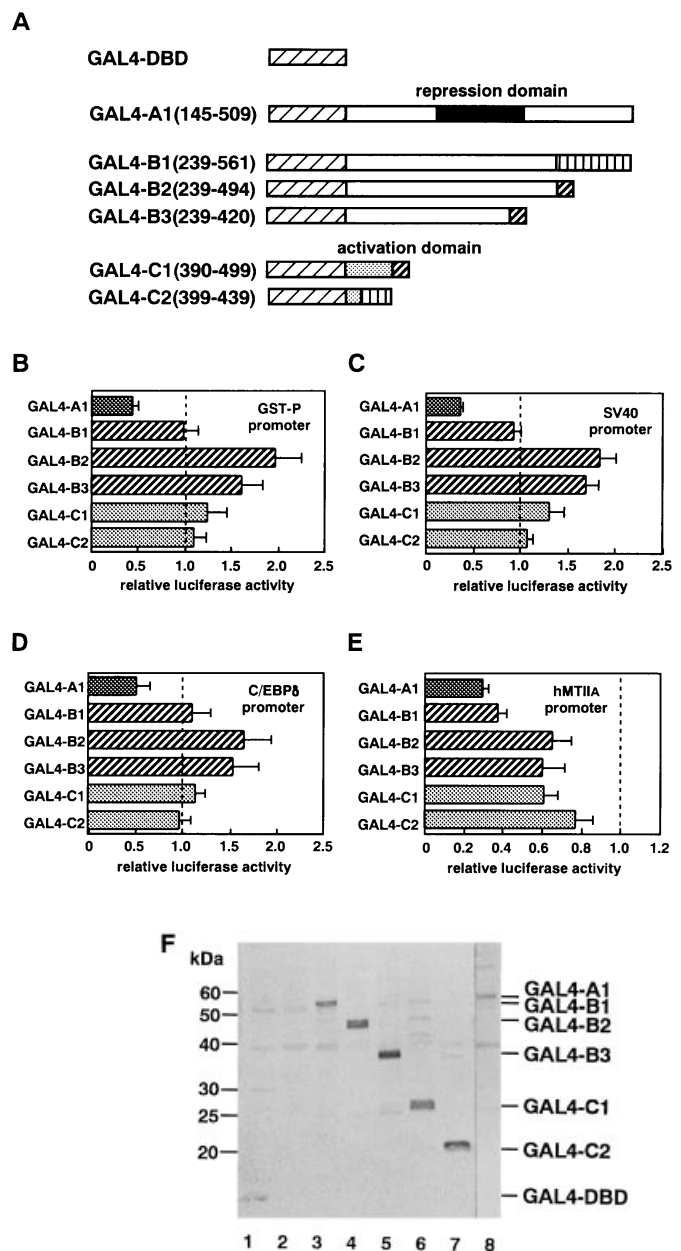 A
GAL4-DBD
repression domain
GAL4-A1(145-509)
GAL4-B1(239-561)
GAL4-B2(239-494)
GAL4-B3(239-420)
activation domain
GAL4-C1(390-499)
GAL4-C2(399-439)
B
GAL4-A1
GAL4-B1
GAL4-B2
GAL4-B3
GAL4-C1
GAL4-C2
GST-P
promoter
0 0.5 1.0 1.5 2.0 2.5
relative luciferase activity
C
GAL4-A1
GAL4-B1
GAL4-B2
GAL4-B3
GAL4-C1
GAL4-C2
SV40
promoter
0 0.5 1.0 1.5 2.0 2.5
relative luciferase activity
D
GAL4-A1
GAL4-B1
GAL4-B2
GAL4-B3
GAL4-C1
GAL4-C2
C/EBPδ
promoter
0 0.5 1.0 1.5 2.0 2.5
relative luciferase activity
E
GAL4-A1
GAL4-B1
GAL4-B2
GAL4-B3
GAL4-C1
GAL4-C2
hMTIIA
promoter
0 0.2 0.4 0.6 0.8 1.0 1.2
relative luciferase activity
F
kDa
60
50
40
30
25
20
GAL4-A1
GAL4-B1
GAL4-B2
GAL4-B3
GAL4-C1
GAL4-C2
GAL4-DBD
1 2 3 4 5 6 7 8